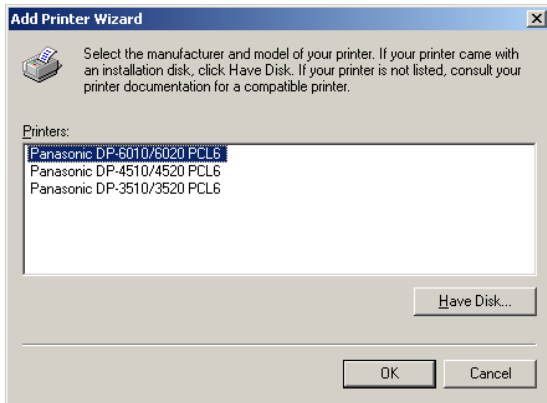 Add Printer Wizard
Select the manufacturer and model of your printer. If your printer came with
an installation disk, click Have Disk. If your printer is not listed, consult your
printer documentation for a compatible printer.
Printers:
Panasonic DP-6010/6020 PCL6
Panasonic DP-4510/4520 PCL6
Panasonic DP-3510/3520 PCL6
Have Disk...
OK Cancel